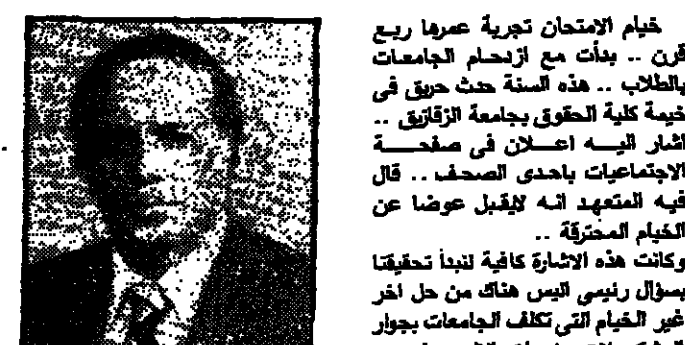 خيام الامتحان تجربة عمرها ربع
قرن .. بدأت مع ازدحام الجامعات
بالطلاب .. هذه السنة حدث حريق فى
خيمة كلية الحقوق بجامعة الزقازيق ..
اشار اليه اعلان فى صفحة
الاجتماعيات باحدى الصحف .. قال
فيه المتعهد انه لايقبل عوضا عن
الخيام المحترقة ..
وكانت هذه الاشارة كافية لنبدأ تحقيقنا
بسؤال رئيسى اليس هناك من حل اخر
غير الخيام التى تكلف الجامعات بجوار